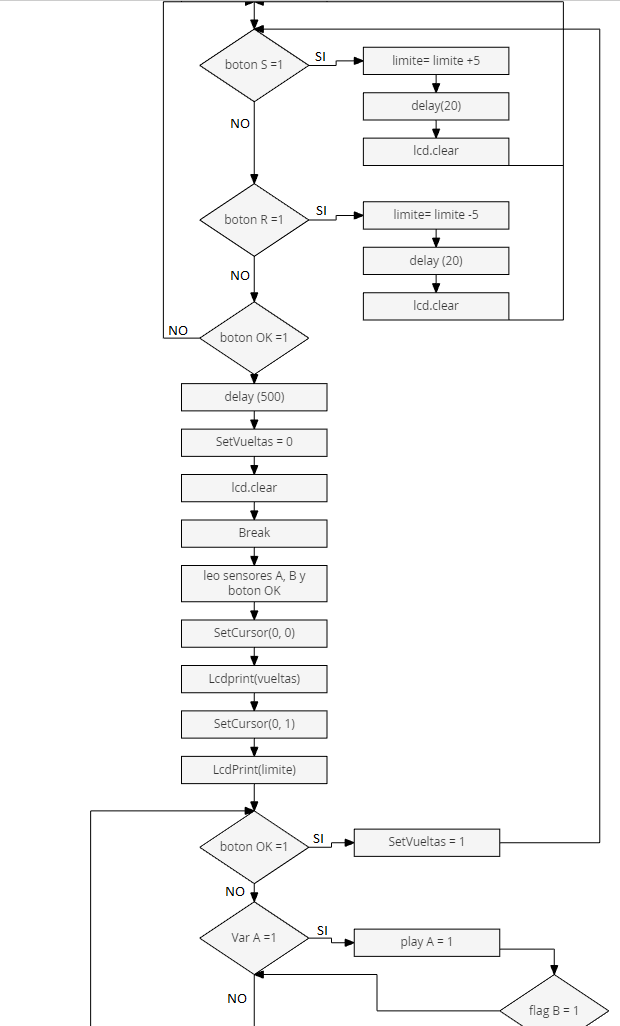 boton S =1
SI
limite= limite +5
delay(20)
lcd.clear
NO
boton R =1
SI
limite= limite -5
delay (20)
lcd.clear
NO
boton OK =1
NO
delay (500)
SetVueltas = 0
lcd.clear
Break
leo sensores A, B y
boton OK
SetCursor(0, 0)
Lcdprint(vueltas)
SetCursor(0, 1)
LcdPrint(limite)
boton OK =1
SI
SetVueltas = 1
NO
Var A =1
SI
play A = 1
NO
flag B = 1